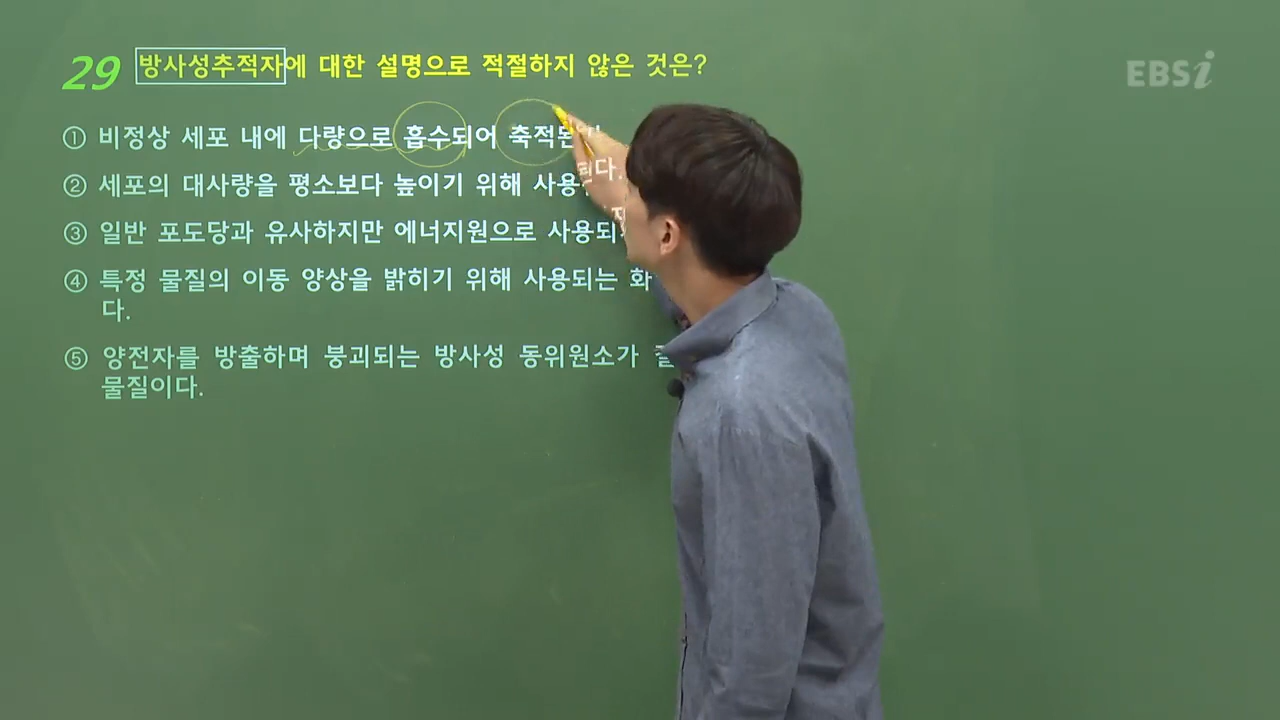 29 방사성추적자에 대한 설명으로 적절하지 않은 것은?
EBSi
① 비정상 세포 내에 다량으로 흡수되어 축적된
② 세포의 대사량을 평소보다 높이기 위해
③ 일반 포도당과 유사하지만 에너지원으로
④ 특정 물질의 이동 양상을 밝히기 위해 사용되는 화
다.
⑤ 양전자를 방출하며 붕괴되는 방사성 동위원소가
물질이다.